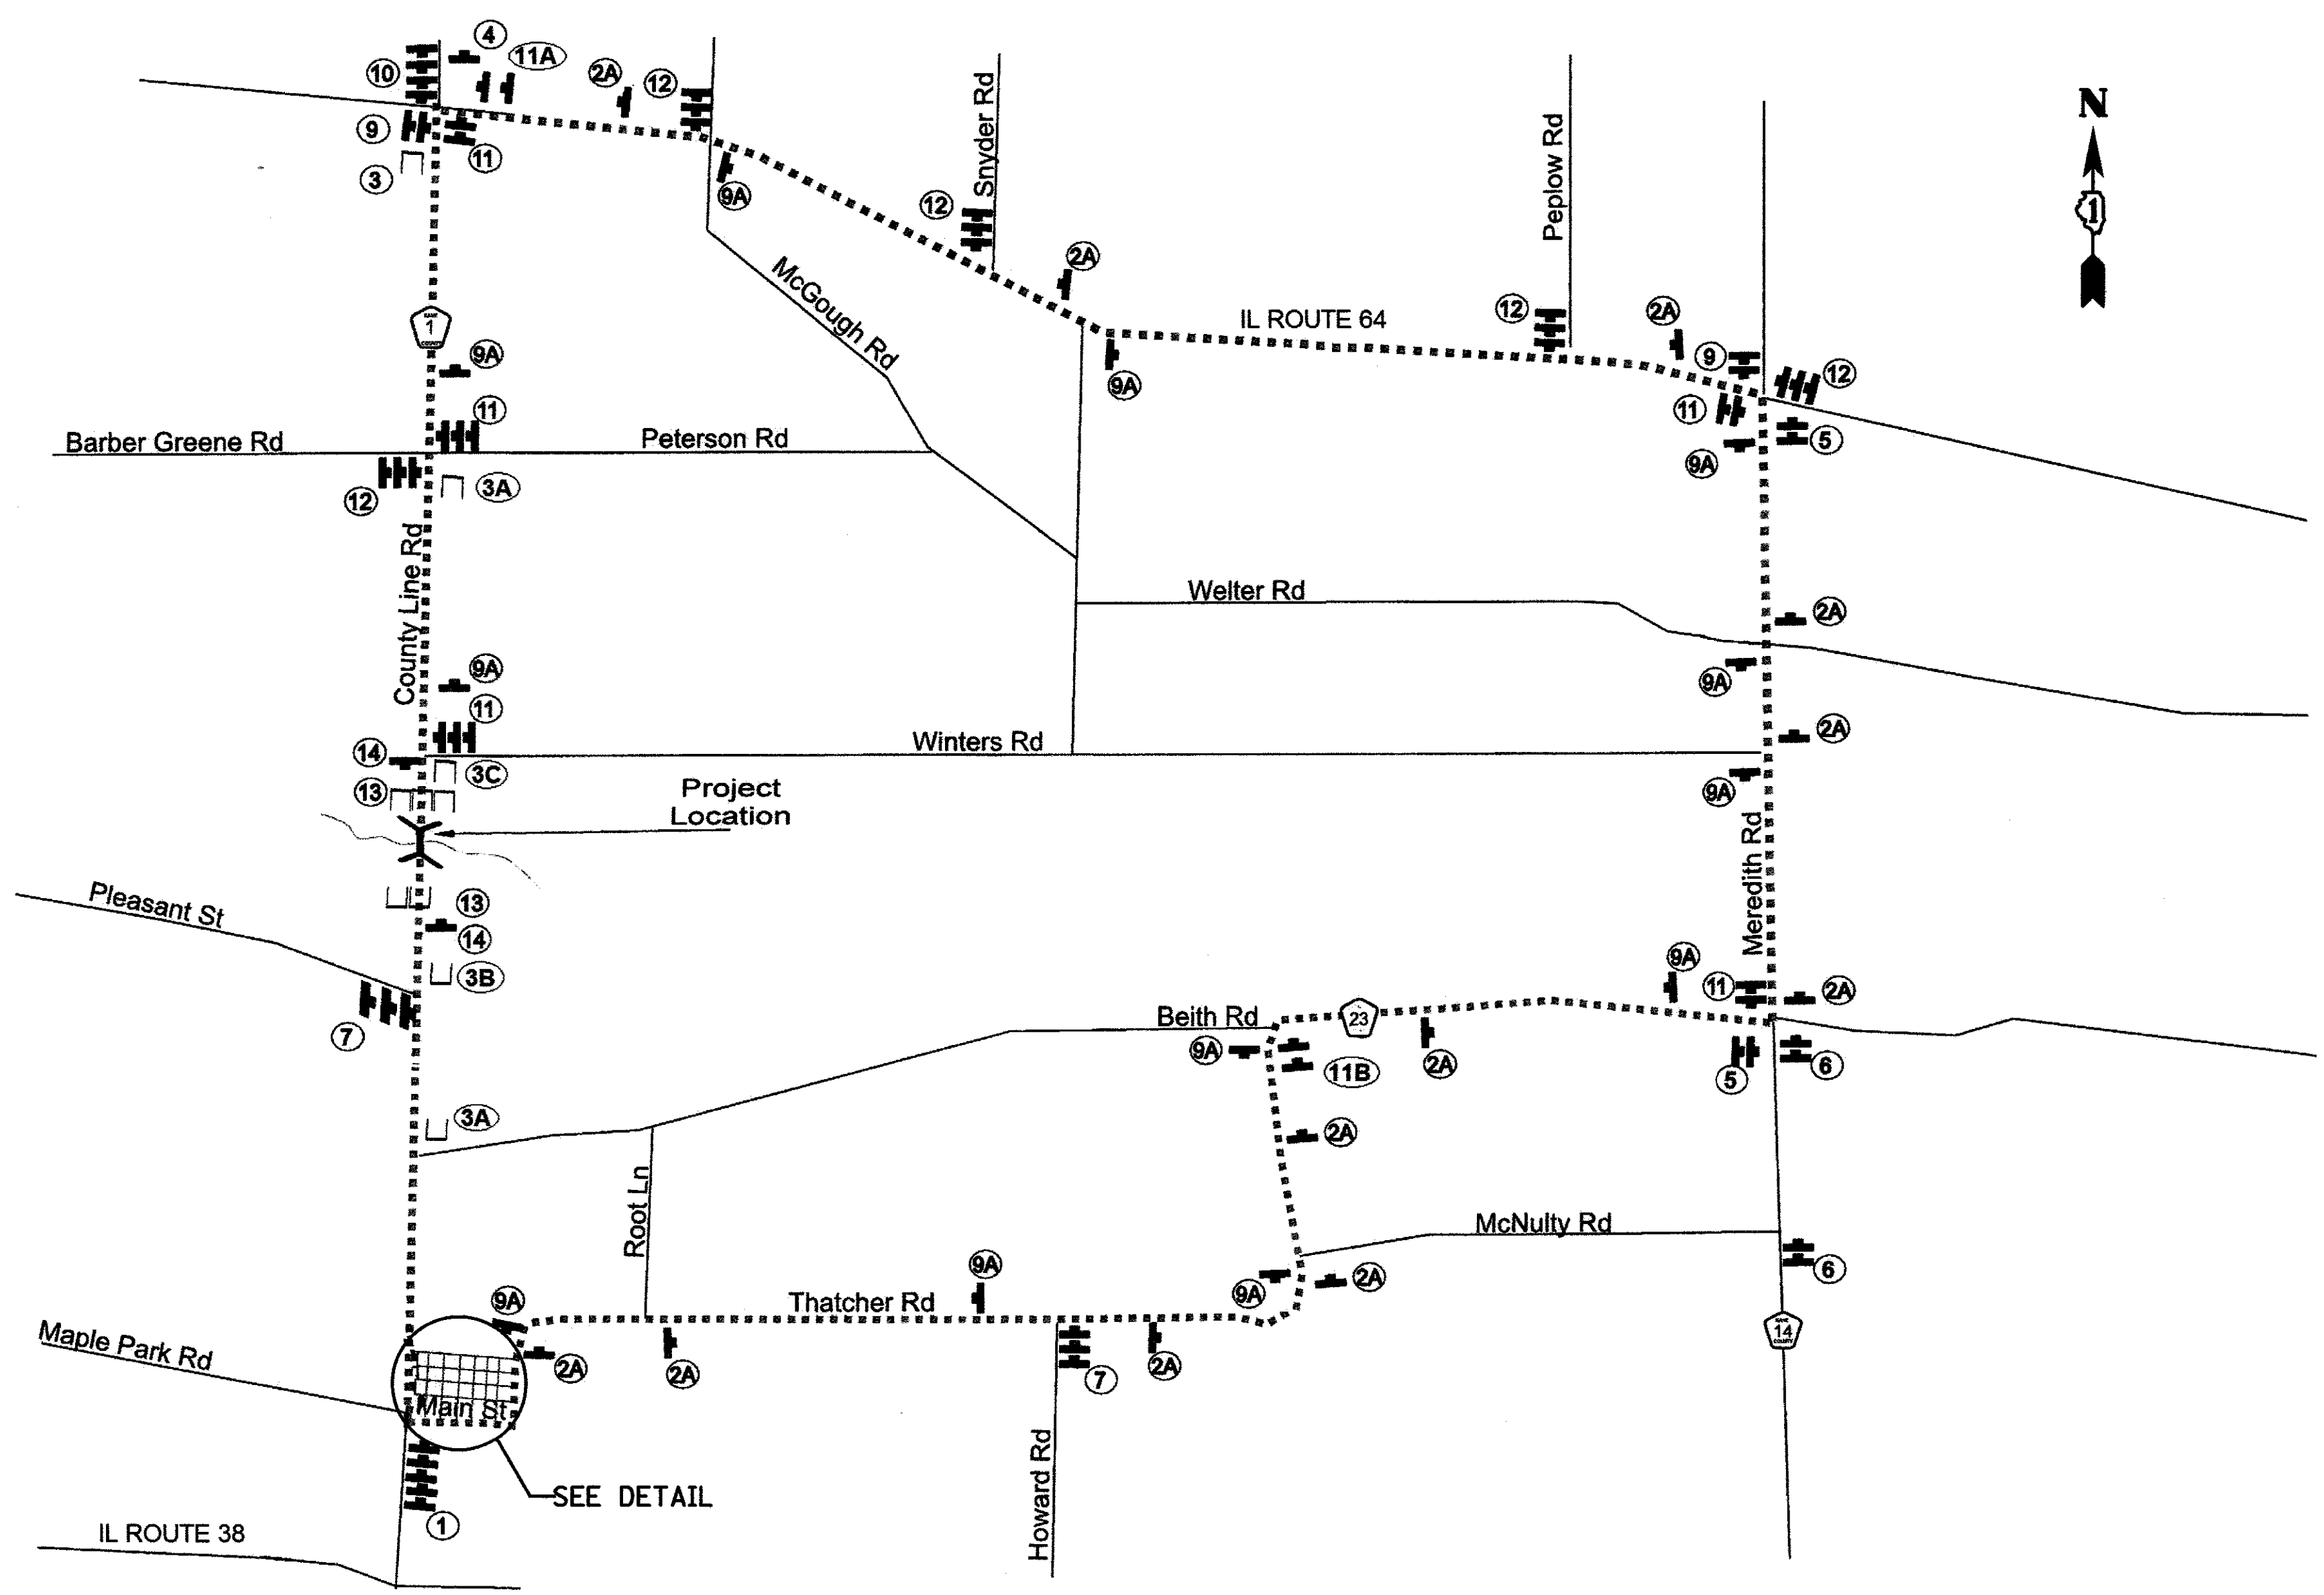 4
11A
10
2A
12
9
11
3
9A
Snyder Rd
12
Peplow Rd
N
1
McGough Rd
2A
IL ROUTE 64
12
2A
9
12
11
5
9A
9A
KANE
1
COUNTY
9A
11
Barber Greene Rd
Peterson Rd
12
3A
County Line Rd
Welter Rd
2A
9A
9A
11
14
Winters Rd
2A
3C
13
Project
Location
9A
Meredith Rd
Pleasant St
13
14
3B
7
9A
11
2A
Beith Rd
23
9A
11B
2A
5
6
3A
2A
Root Ln
McNulty Rd
6
9A
9A
2A
9A
Thatcher Rd
KANE
14
COUNTY
Maple Park Rd
2A
2A
7
2A
Main St
Howard Rd
SEE DETAIL
1
IL ROUTE 38